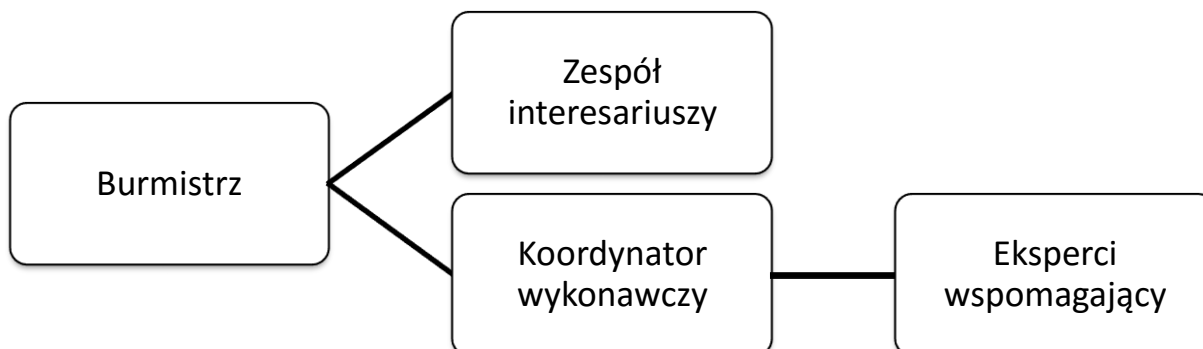 Zespół
interesariuszy
Burmistrz
Koordynator
wykonawczy
Eksperci
wspomagający